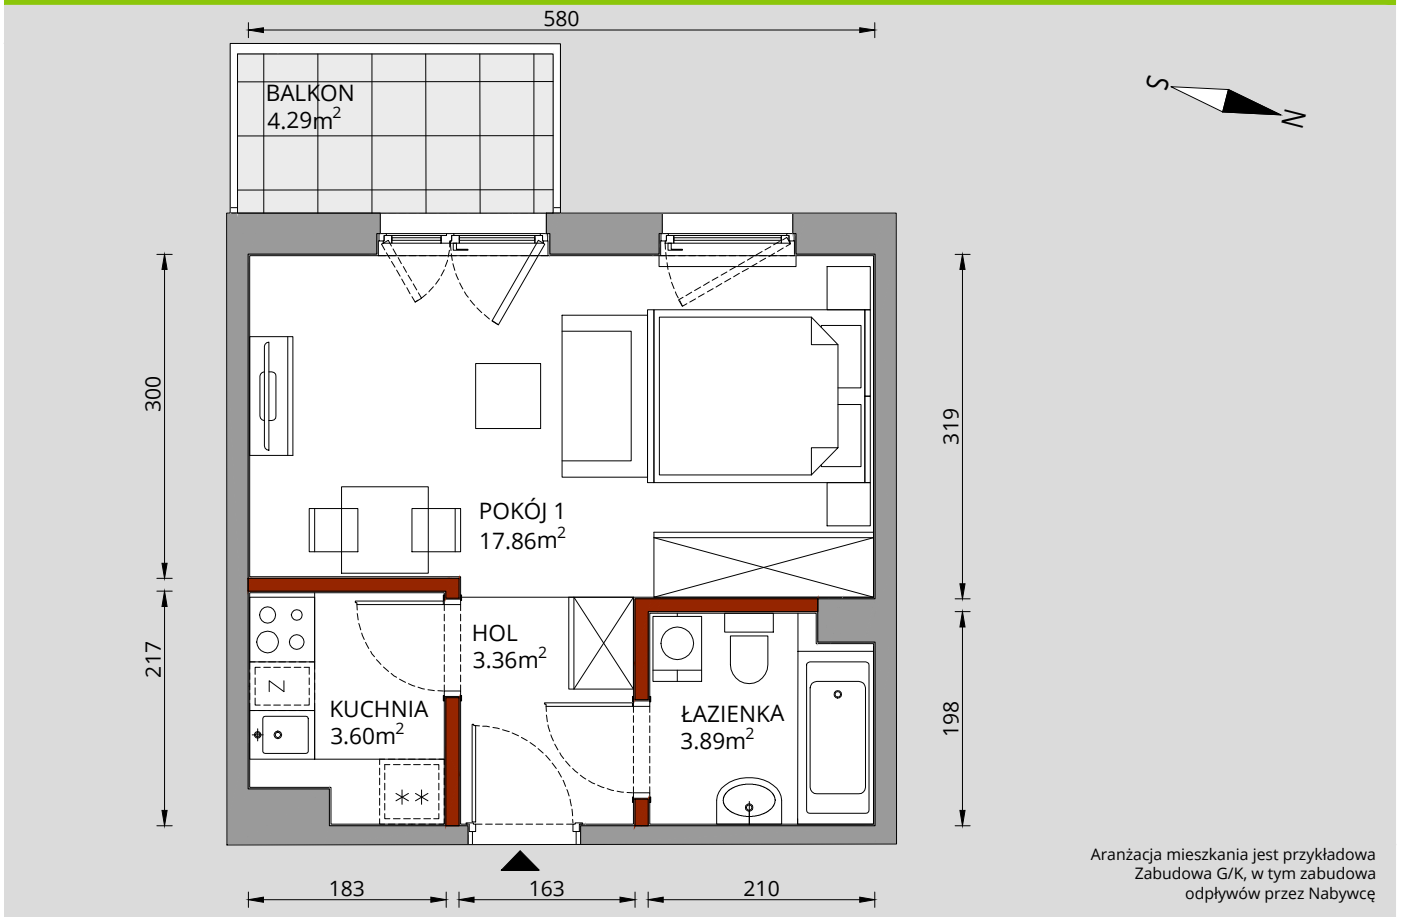 580
BALKON
4.29m²
S
N
300
319
POKÓJ 1
17.86m²
217
HOL
3.36m²
Z
KUCHNIA
3.60m²
ŁAZIENKA
3.89m²
198
**
183
163
210
Aranżacja mieszkania jest przykładowa
Zabudowa G/K, w tym zabudowa
odpływów przez Nabywcę